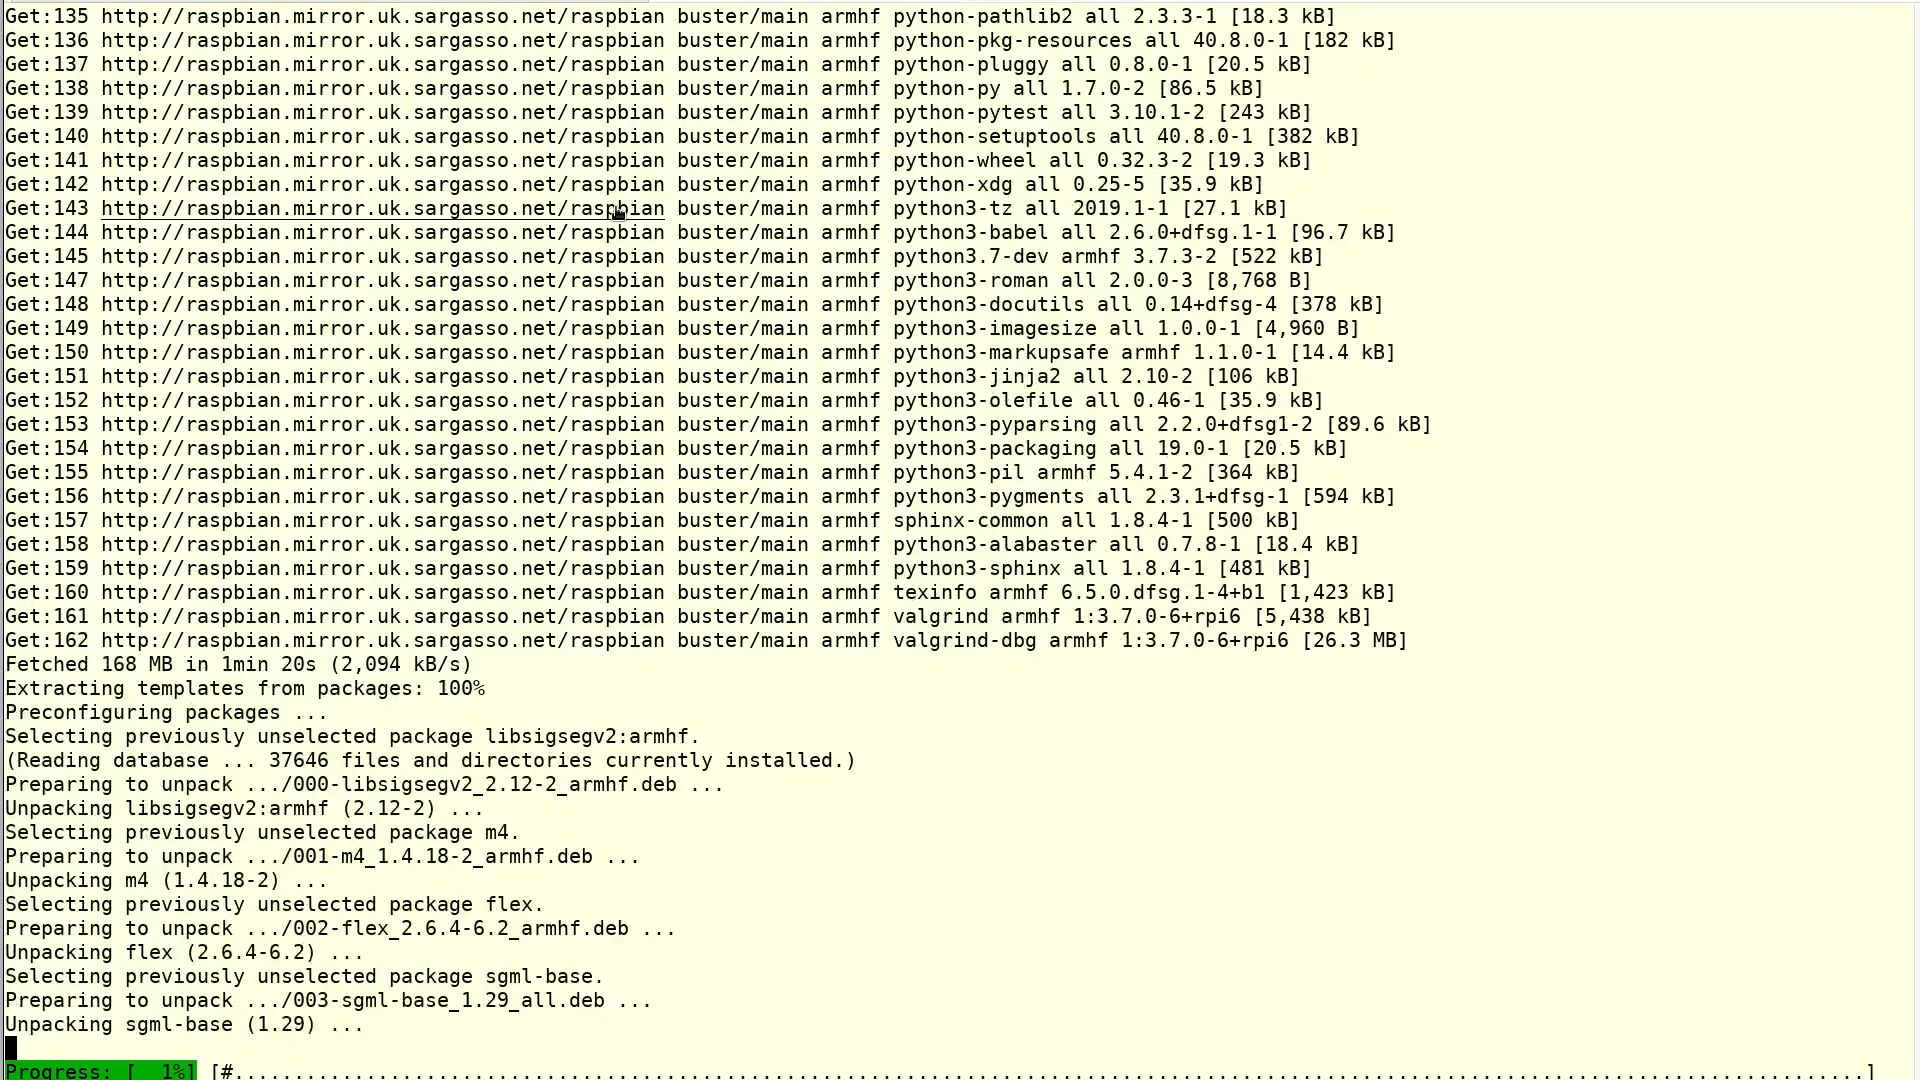 Get:135 http://raspbian.mirror.uk.sargasso.net/raspbian buster/main armhf python-pathlib2 all 2.3.3-1 [18.3 kB]
Get:136 http://raspbian.mirror.uk.sargasso.net/raspbian buster/main armhf python-pkg-resources all 40.8.0-1 [182 kB]
Get:137 http://raspbian.mirror.uk.sargasso.net/raspbian buster/main armhf python-pluggy all 0.8.0-1 [20.5 kB]
Get:138 http://raspbian.mirror.uk.sargasso.net/raspbian buster/main armhf python-py all 1.7.0-2 [86.5 kB]
Get:139 http://raspbian.mirror.uk.sargasso.net/raspbian buster/main armhf python-pytest all 3.10.1-2 [243 kB]
Get:140 http://raspbian.mirror.uk.sargasso.net/raspbian buster/main armhf python-setuptools all 40.8.0-1 [382 kB]
Get:141 http://raspbian.mirror.uk.sargasso.net/raspbian buster/main armhf python-wheel all 0.32.3-2 [19.3 kB]
Get:142 http://raspbian.mirror.uk.sargasso.net/raspbian buster/main armhf python-xdg all 0.25-5 [35.9 kB]
Get:143 http://raspbian.mirror.uk.sargasso.net/raspbian buster/main armhf python3-tz all 2019.1-1 [27.1 kB]
Get:144 http://raspbian.mirror.uk.sargasso.net/raspbian buster/main armhf python3-babel all 2.6.0+dfsg.1-1 [96.7 kB]
Get:145 http://raspbian.mirror.uk.sargasso.net/raspbian buster/main armhf python3.7-dev armhf 3.7.3-2 [522 kB]
Get:147 http://raspbian.mirror.uk.sargasso.net/raspbian buster/main armhf python3-roman all 2.0.0-3 [8,768 B]
Get:148 http://raspbian.mirror.uk.sargasso.net/raspbian buster/main armhf python3-docutils all 0.14+dfsg-4 [378 kB]
Get:149 http://raspbian.mirror.uk.sargasso.net/raspbian buster/main armhf python3-imagesize all 1.0.0-1 [4,960 B]
Get:150 http://raspbian.mirror.uk.sargasso.net/raspbian buster/main armhf python3-markupsafe armhf 1.1.0-1 [14.4 kB]
Get:151 http://raspbian.mirror.uk.sargasso.net/raspbian buster/main armhf python3-jinja2 all 2.10-2 [106 kB]
Get:152 http://raspbian.mirror.uk.sargasso.net/raspbian buster/main armhf python3-olefile all 0.46-1 [35.9 kB]
Get:153 http://raspbian.mirror.uk.sargasso.net/raspbian buster/main armhf python3-pyparsing all 2.2.0+dfsg1-2 [89.6 kB]
Get:154 http://raspbian.mirror.uk.sargasso.net/raspbian buster/main armhf python3-packaging all 19.0-1 [20.5 kB]
Get:155 http://raspbian.mirror.uk.sargasso.net/raspbian buster/main armhf python3-pil armhf 5.4.1-2 [364 kB]
Get:156 http://raspbian.mirror.uk.sargasso.net/raspbian buster/main armhf python3-pygments all 2.3.1+dfsg-1 [594 kB]
Get:157 http://raspbian.mirror.uk.sargasso.net/raspbian buster/main armhf sphinx-common all 1.8.4-1 [500 kB]
Get:158 http://raspbian.mirror.uk.sargasso.net/raspbian buster/main armhf python3-alabaster all 0.7.8-1 [18.4 kB]
Get:159 http://raspbian.mirror.uk.sargasso.net/raspbian buster/main armhf python3-sphinx all 1.8.4-1 [481 kB]
Get:160 http://raspbian.mirror.uk.sargasso.net/raspbian buster/main armhf texinfo armhf 6.5.0.dfsg.1-4+b1 [1,423 kB]
Get:161 http://raspbian.mirror.uk.sargasso.net/raspbian buster/main armhf valgrind armhf 1:3.7.0-6+rpi6 [5,438 kB]
Get:162 http://raspbian.mirror.uk.sargasso.net/raspbian buster/main armhf valgrind-dbg armhf 1:3.7.0-6+rpi6 [26.3 MB]
Fetched 168 MB in 1min 20s (2,094 kB/s)
Extracting templates from packages: 100%
Preconfiguring packages ...
Selecting previously unselected package libsigsegv2:armhf.
(Reading database ... 37646 files and directories currently installed.)
Preparing to unpack .../000-libsigsegv2_2.12-2_armhf.deb ...
Unpacking libsigsegv2:armhf (2.12-2) ...
Selecting previously unselected package m4.
Preparing to unpack .../001-m4_1.4.18-2_armhf.deb ...
Unpacking m4 (1.4.18-2) ...
Selecting previously unselected package flex.
Preparing to unpack .../002-flex_2.6.4-6.2_armhf.deb ...
Unpacking flex (2.6.4-6.2) ...
Selecting previously unselected package sgml-base.
Preparing to unpack .../003-sgml-base_1.29_all.deb ...
Unpacking sgml-base (1.29) ...
Progress: [  1%] [#........................................................................................................................................]